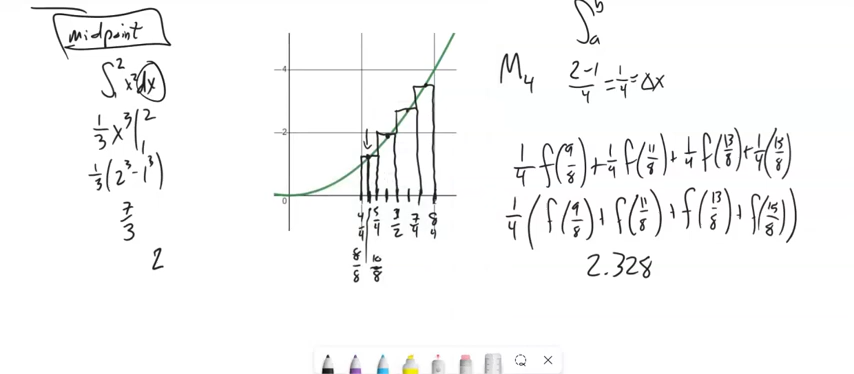 midpoint
∫₁² x² dx
1/3 x³ |₁²
1/3 (2³ - 1³)
7/3
2
4
2
0
4/4 5/4 3/2 7/4 8/4
8/8 10/8
∫ₐᵇ
M₄ (2-1)/4 = 1/4 = Δx
1/4 f(9/8) + 1/4 f(11/8) + 1/4 f(13/8) + 1/4 (15/8)
1/4 ( f(9/8) + f(11/8) + f(13/8) + f(15/8) )
2.328